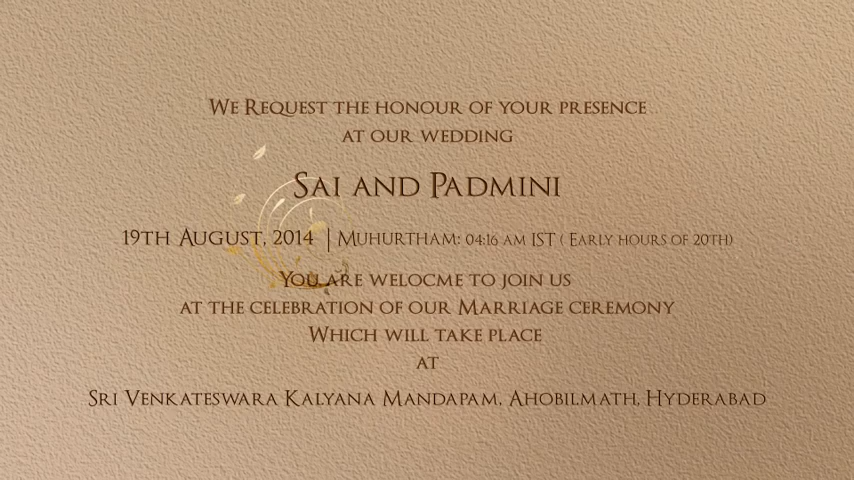 We Request the honour of your presence
at our wedding
Sai and Padmini
19th August, 2014 | Muhurtham: 04:16 am IST ( Early hours of 20th)
You are welocme to join us
at the celebration of our Marriage ceremony
Which will take place
at
Sri Venkateswara Kalyana Mandapam, Ahobilmath, Hyderabad